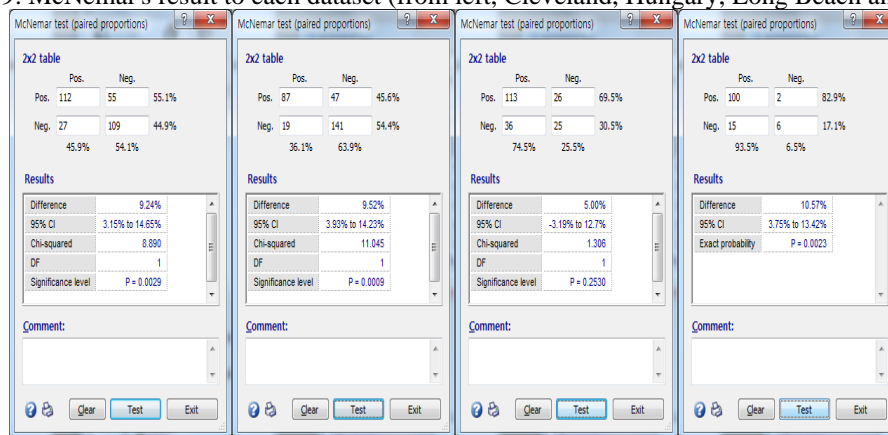 9. McNemar's result to each dataset (from left, Cleveland, Hungary, Long Beach an
McNemar test (paired proportions)
2x2 table
Pos. Neg.
Pos. 112 55 55.1%
Neg. 27 109 44.9%
45.9% 54.1%
Results
Difference 9.24%
95% CI 3.15% to 14.65%
Chi-squared 8.890
DF 1
Significance level P = 0.0029
Comment:
Clear Test Exit
McNemar test (paired proportions)
2x2 table
Pos. Neg.
Pos. 87 47 45.6%
Neg. 19 141 54.4%
36.1% 63.9%
Results
Difference 9.52%
95% CI 3.93% to 14.23%
Chi-squared 11.045
DF 1
Significance level P = 0.0009
Comment:
Clear Test Exit
McNemar test (paired proportions)
2x2 table
Pos. Neg.
Pos. 113 26 69.5%
Neg. 36 25 30.5%
74.5% 25.5%
Results
Difference 5.00%
95% CI -3.19% to 12.7%
Chi-squared 1.306
DF 1
Significance level P = 0.2530
Comment:
Clear Test Exit
McNemar test (paired proportions)
2x2 table
Pos. Neg.
Pos. 100 2 82.9%
Neg. 15 6 17.1%
93.5% 6.5%
Results
Difference 10.57%
95% CI 3.75% to 13.42%
Exact probability P = 0.0023
Comment:
Clear Test Exit